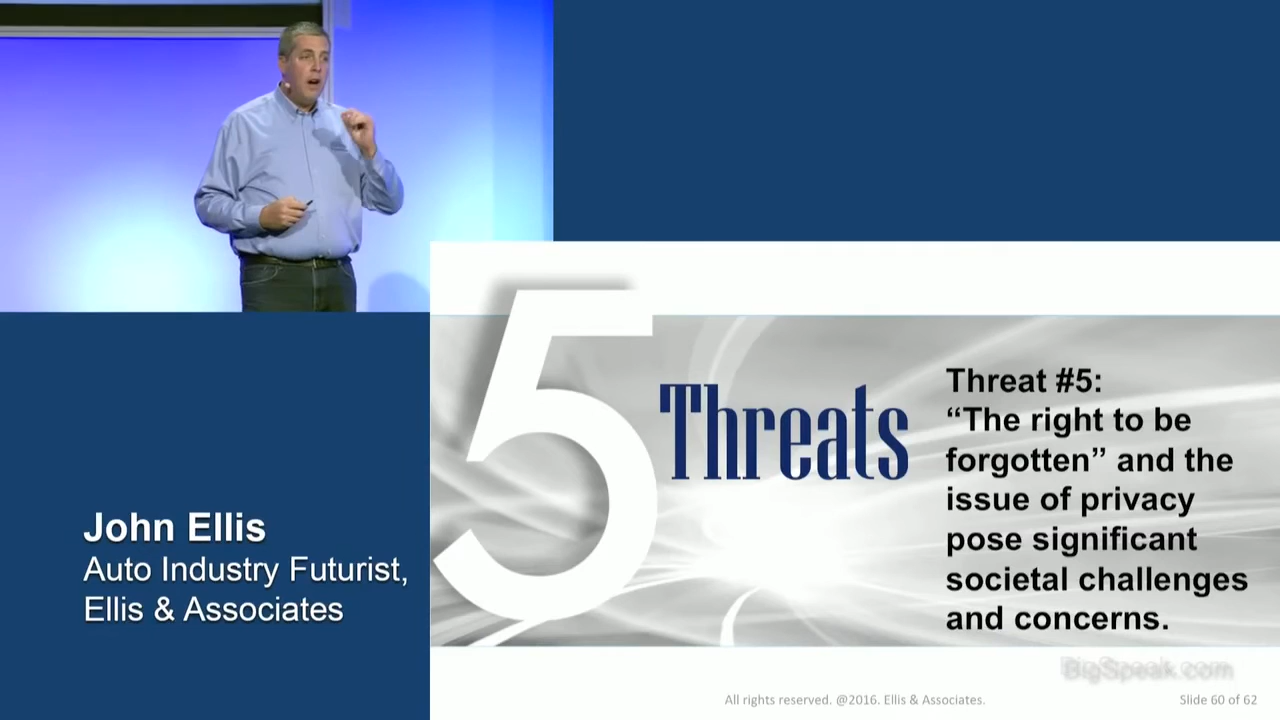 John Ellis
Auto Industry Futurist,
Ellis & Associates
5
Threats
Threat #5:
“The right to be
forgotten” and the
issue of privacy
pose significant
societal challenges
and concerns.
BigSpeak.com
All rights reserved. @2016. Ellis & Associates.
Slide 60 of 62